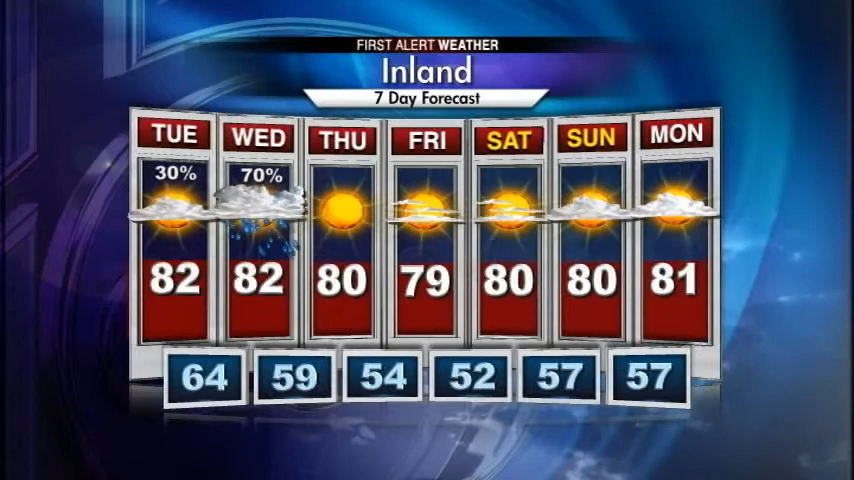 FIRST ALERT WEATHER
Inland
7 Day Forecast
TUE WED THU FRI SAT SUN MON
30% 70%
82 82 80 79 80 80 81
64 59 54 52 57 57